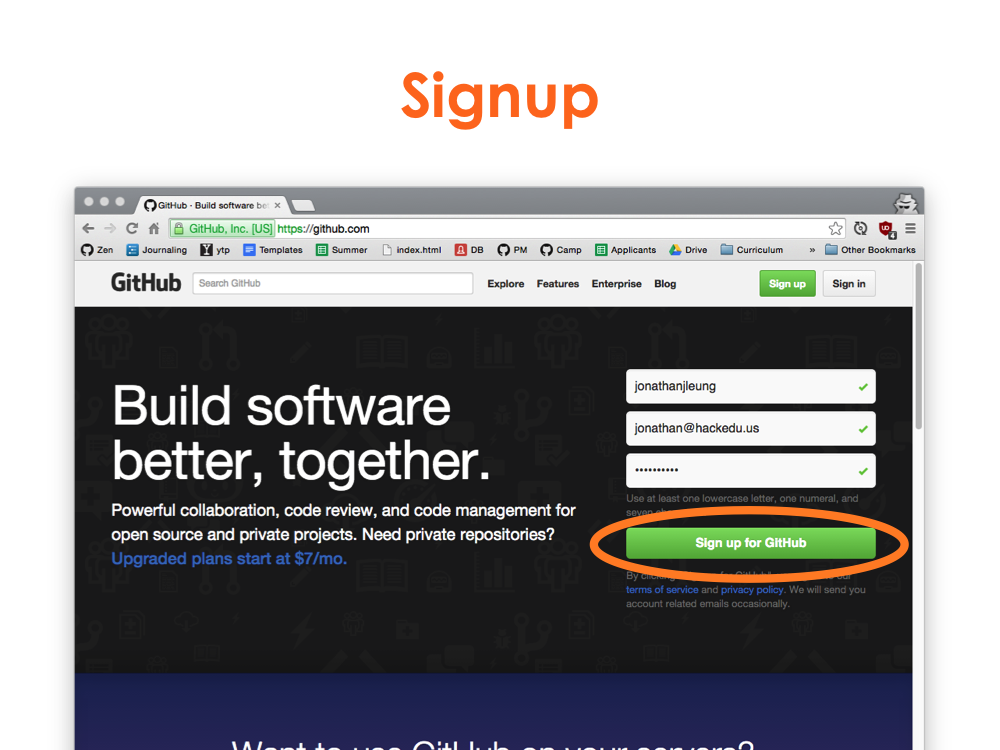 Signup
GitHub · Build software bet
GitHub, Inc. [US] https://github.com
Zen Journaling ytp Templates Summer index.html DB PM Camp Applicants Drive Curriculum » Other Bookmarks
GitHub Search GitHub Explore Features Enterprise Blog Sign up Sign in
Build software
better, together.
Powerful collaboration, code review, and code management for
open source and private projects. Need private repositories?
Upgraded plans start at $7/mo.
jonathanjleung
jonathan@hackedu.us
••••••••••
Use at least one lowercase letter, one numeral, and
seven
Sign up for GitHub
By clicking
terms of service and privacy policy. We will send you
account related emails occasionally.
Want to use GitHub on your servers?